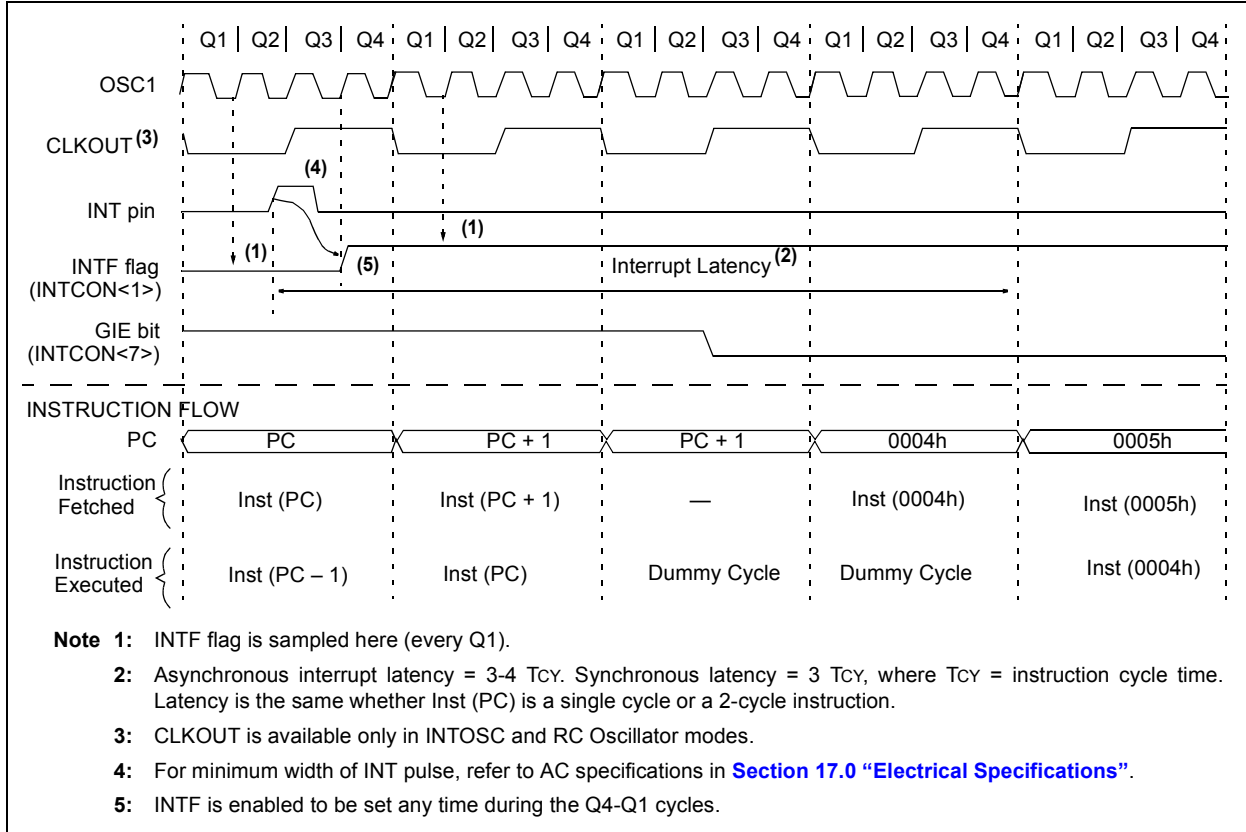 Q1 Q2 Q3 Q4 Q1 Q2 Q3 Q4 Q1 Q2 Q3 Q4 Q1 Q2 Q3 Q4 Q1 Q2 Q3 Q4
OSC1
CLKOUT (3)
(4)
INT pin
(1)
(1)
(5)
INTF flag
(INTCON<1>)
Interrupt Latency (2)
GIE bit
(INTCON<7>)
INSTRUCTION FLOW
PC PC PC + 1 PC + 1 0004h 0005h
Instruction
Fetched
Inst (PC) Inst (PC + 1) — Inst (0004h) Inst (0005h)
Instruction
Executed
Inst (PC – 1) Inst (PC) Dummy Cycle Dummy Cycle Inst (0004h)
Note 1: INTF flag is sampled here (every Q1).
2: Asynchronous interrupt latency = 3-4 TCY. Synchronous latency = 3 TCY, where TCY = instruction cycle time.
Latency is the same whether Inst (PC) is a single cycle or a 2-cycle instruction.
3: CLKOUT is available only in INTOSC and RC Oscillator modes.
4: For minimum width of INT pulse, refer to AC specifications in Section 17.0 “Electrical Specifications”.
5: INTF is enabled to be set any time during the Q4-Q1 cycles.